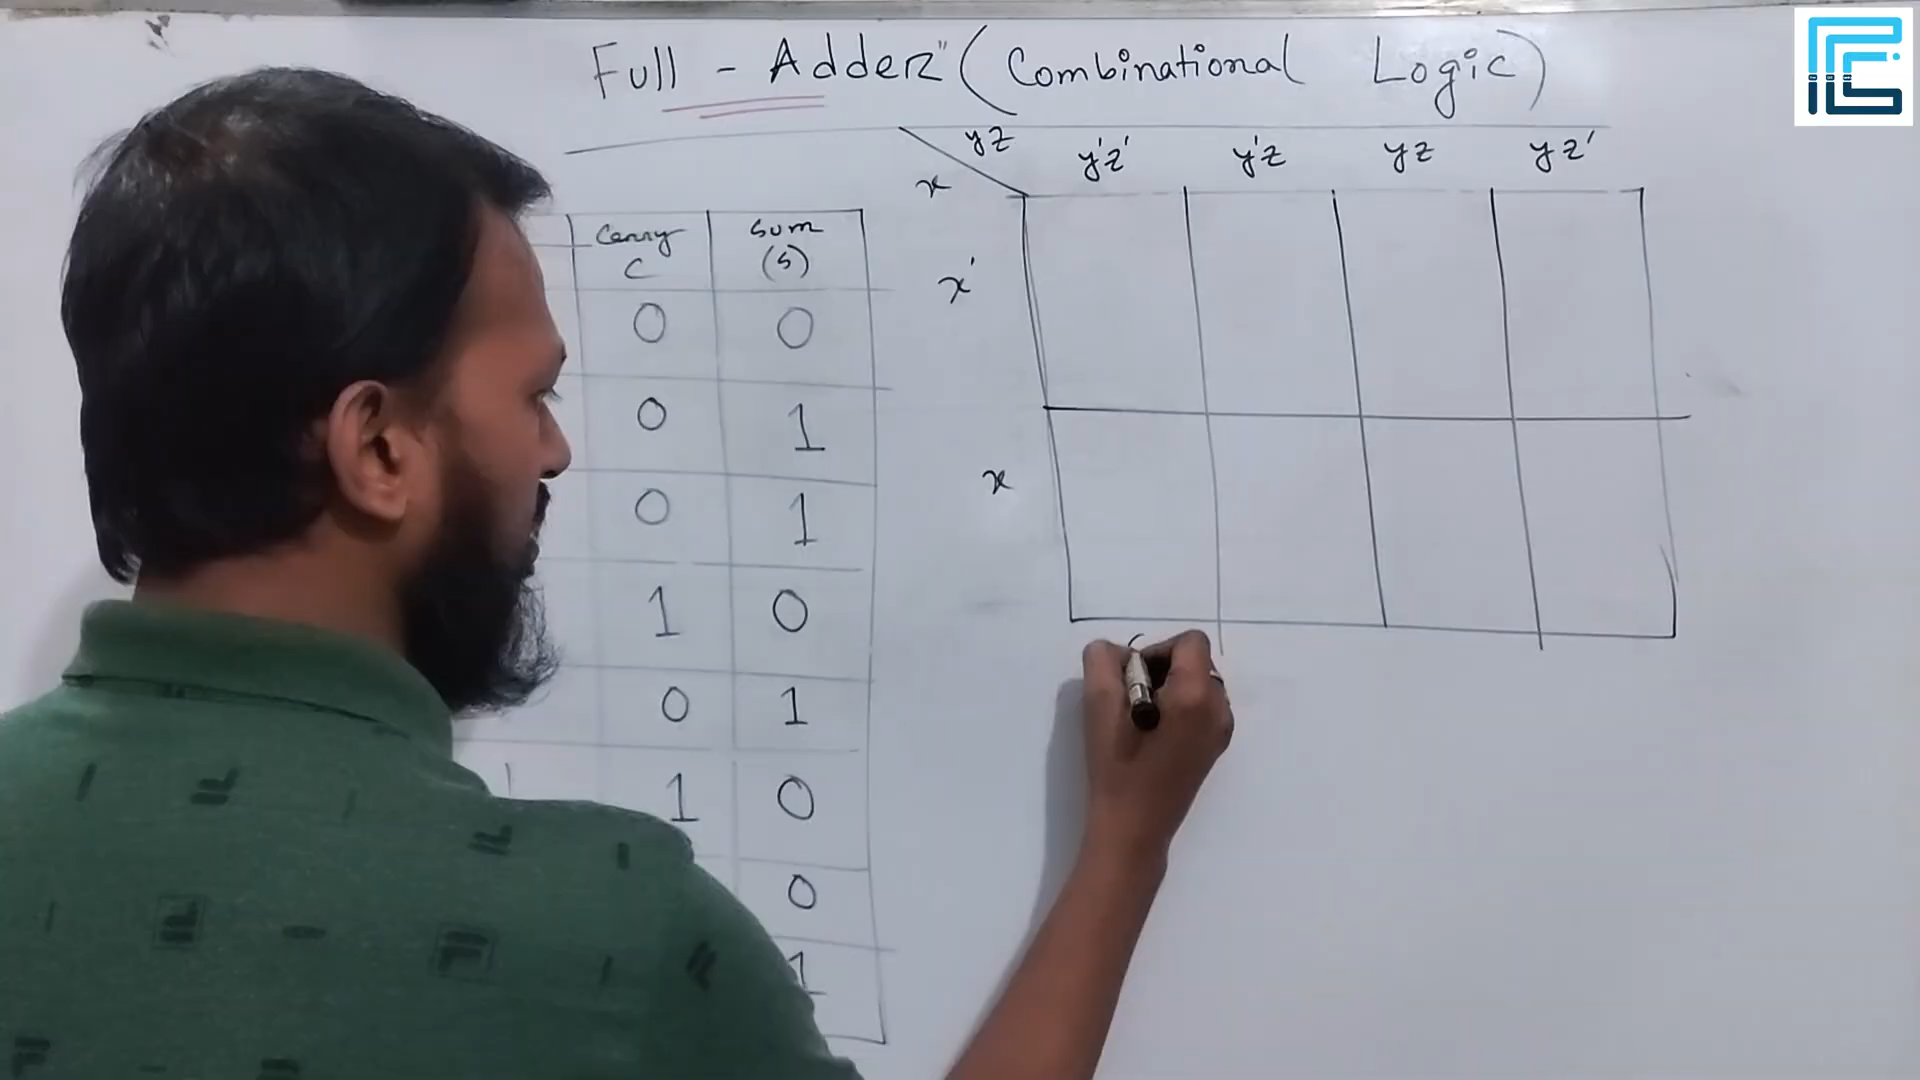 Full - Adder" (Combinational Logic)
yz y'z' y'z yz yz'
x
x'
x
Carry Sum
C (S)
0 0
0 1
0 1
1 0
0 1
1 0
0
1